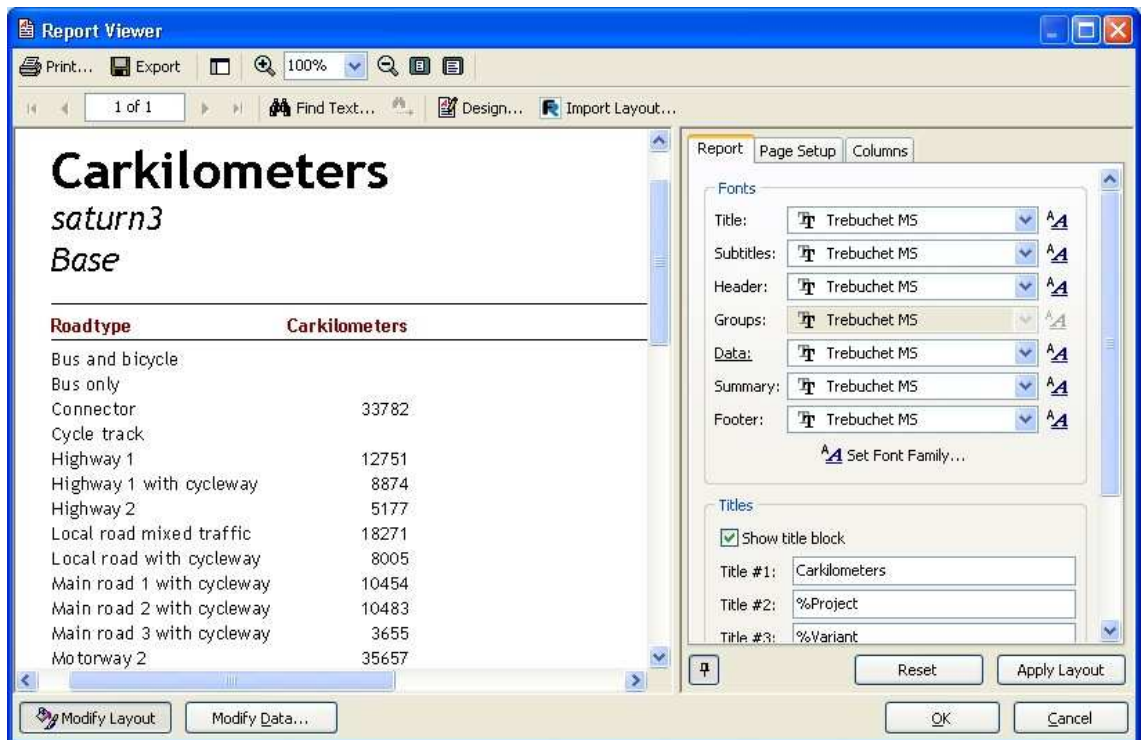 Report Viewer
Print... Export 100%
1 of 1 Find Text... Design... Import Layout...
Carkilometers
saturn3
Base
Roadtype Carkilometers
Bus and bicycle
Bus only
Connector 33782
Cycle track
Highway 1 12751
Highway 1 with cycleway 8874
Highway 2 5177
Local road mixed traffic 18271
Local road with cycleway 8005
Main road 1 with cycleway 10454
Main road 2 with cycleway 10483
Main road 3 with cycleway 3655
Motorway 2 35657
Report Page Setup Columns
Fonts
Title: Trebuchet MS
Subtitles: Trebuchet MS
Header: Trebuchet MS
Groups: Trebuchet MS
Data: Trebuchet MS
Summary: Trebuchet MS
Footer: Trebuchet MS
Set Font Family...
Titles
Show title block
Title #1: Carkilometers
Title #2: %Project
Title #3: %Variant
Reset Apply Layout
Modify Layout Modify Data... OK Cancel